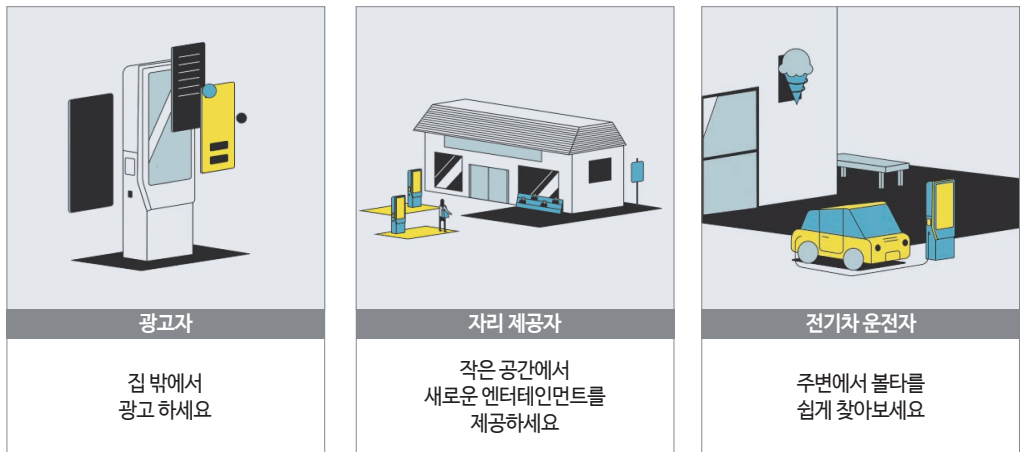 광고자
집 밖에서
광고 하세요
자리 제공자
작은 공간에서
새로운 엔터테인먼트를
제공하세요
전기차 운전자
주변에서 볼타를
쉽게 찾아보세요